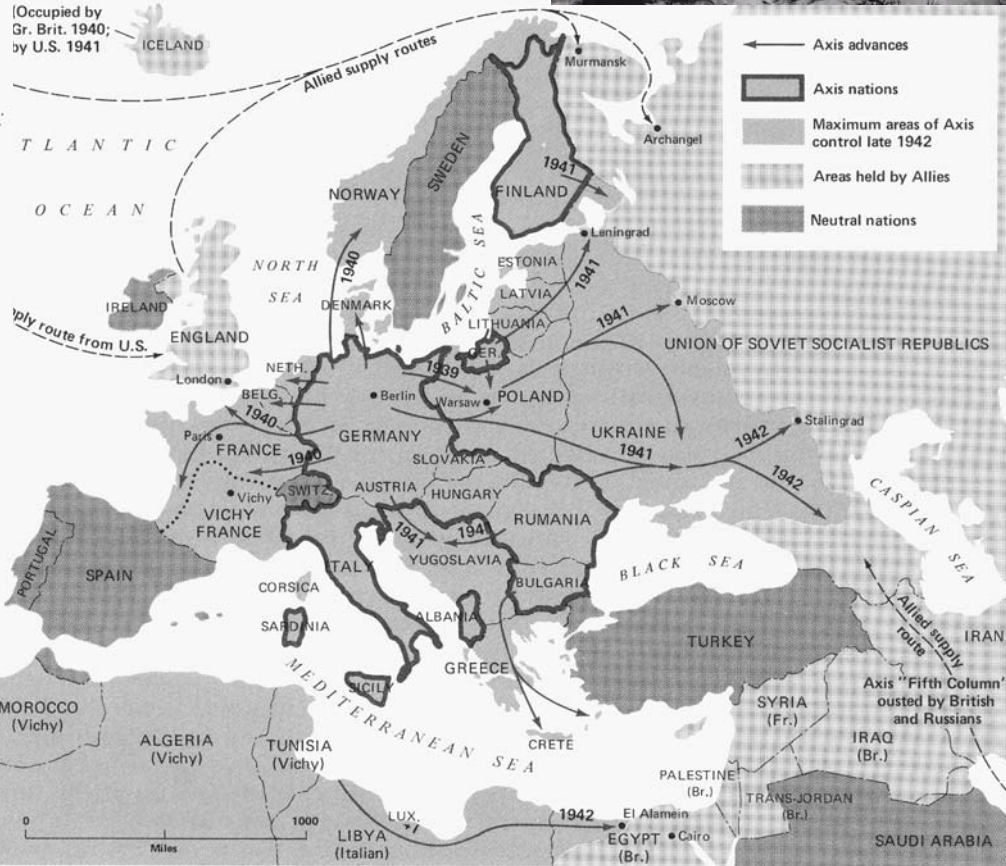 (Occupied by
Gr. Brit. 1940;
by U.S. 1941
ICELAND
Allied supply routes
Murmansk
Archangel
Axis advances
Axis nations
Maximum areas of Axis
control late 1942
Areas held by Allies
Neutral nations
TLANTIC
OCEAN
NORWAY
SWEDEN
FINLAND
1941
Leningrad
NORTH
SEA
1940
BALTIC SEA
ESTONIA
LATVIA
LITHUANIA
1941
DENMARK
IRELAND
ENGLAND
pply route from U.S.
London
Moscow
1941
UNION OF SOVIET SOCIALIST REPUBLICS
GER.
NETH.
BELG.
1939
Berlin
Warsaw
POLAND
Paris
1940
FRANCE
GERMANY
UKRAINE
1941
1942
Stalingrad
1942
1940
SLOVAKIA
Vichy
SWITZ.
AUSTRIA
HUNGARY
VICHY
FRANCE
RUMANIA
CASPIAN SEA
1941
1941
PORTUGAL
SPAIN
ITALY
YUGOSLAVIA
BULGARIA
BLACK SEA
CORSICA
SARDINIA
ALBANIA
TURKEY
Allied supply
route
IRAN
GREECE
SICILY
MEDITERRANEAN SEA
Axis "Fifth Column"
ousted by British
and Russians
MOROCCO
(Vichy)
ALGERIA
(Vichy)
TUNISIA
(Vichy)
CRETE
SYRIA
(Fr.)
IRAQ
(Br.)
PALESTINE
(Br.)
TRANS-JORDAN
(Br.)
0
1000
Miles
LUX.
LIBYA
(Italian)
1942
El Alamein
EGYPT
(Br.)
Cairo
SAUDI ARABIA